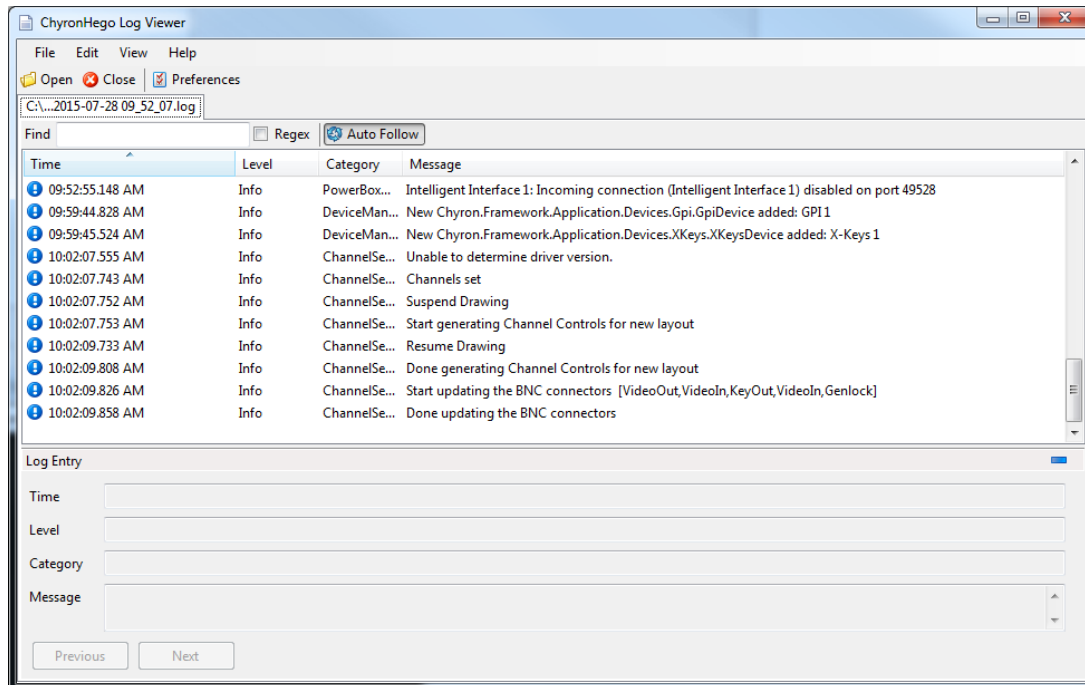 ChyronHego Log Viewer
File Edit View Help
Open Close Preferences
C:\...2015-07-28 09_52_07.log
Find Regex Auto Follow
Time Level Category Message
09:52:55.148 AM Info PowerBox... Intelligent Interface 1: Incoming connection (Intelligent Interface 1) disabled on port 49528
09:59:44.828 AM Info DeviceMan... New Chyron.Framework.Application.Devices.Gpi.GpiDevice added: GPI 1
09:59:45.524 AM Info DeviceMan... New Chyron.Framework.Application.Devices.XKeys.XKeysDevice added: X-Keys 1
10:02:07.555 AM Info ChannelSe... Unable to determine driver version.
10:02:07.743 AM Info ChannelSe... Channels set
10:02:07.752 AM Info ChannelSe... Suspend Drawing
10:02:07.753 AM Info ChannelSe... Start generating Channel Controls for new layout
10:02:09.733 AM Info ChannelSe... Resume Drawing
10:02:09.808 AM Info ChannelSe... Done generating Channel Controls for new layout
10:02:09.826 AM Info ChannelSe... Start updating the BNC connectors [VideoOut,VideoIn,KeyOut,VideoIn,Genlock]
10:02:09.858 AM Info ChannelSe... Done updating the BNC connectors
Log Entry
Time
Level
Category
Message
Previous Next